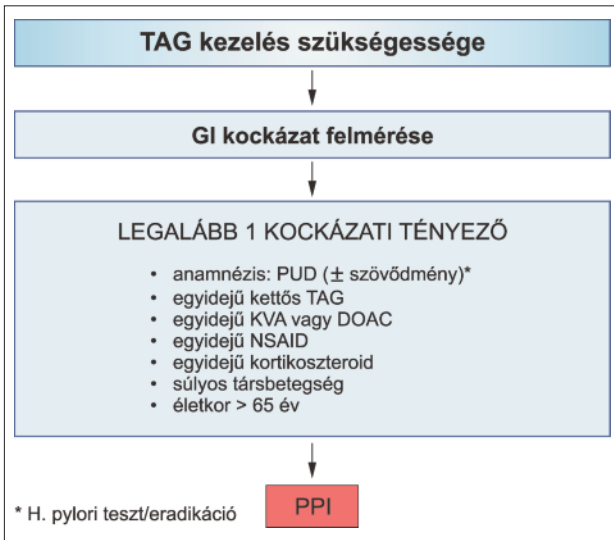 TAG kezelés szükségessége
GI kockázat felmérése
LEGALÁBB 1 KOCKÁZATI TÉNYEZŐ
• anamnézis: PUD (± szövődmény)*
• egyidejű kettős TAG
• egyidejű KVA vagy DOAC
• egyidejű NSAID
• egyidejű kortikoszteroid
• súlyos társbetegség
• életkor > 65 év
PPI
* H. pylori teszt/eradikáció